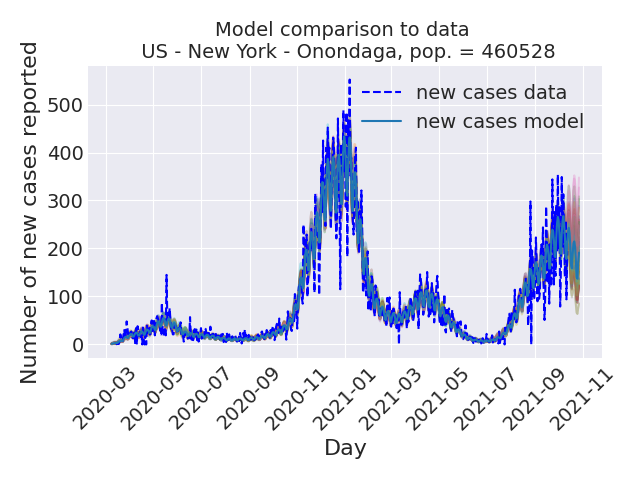 Model comparison to data
US - New York - Onondaga, pop. = 460528
Number of new cases reported
500
400
300
200
100
0
new cases data
new cases model
2020-03
2020-05
2020-07
2020-09
2020-11
2021-01
2021-03
2021-05
2021-07
2021-09
2021-11
Day